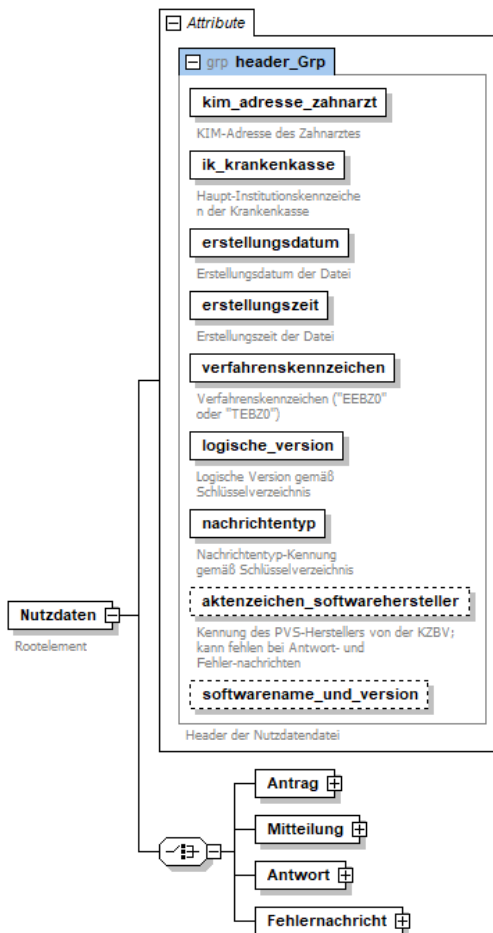 Attribute
grp header_Grp
kim_adresse_zahnarzt
KIM-Adresse des Zahnarztes
ik_krankenkasse
Haupt-Institutionskennzeiche
n der Krankenkasse
erstellungsdatum
Erstellungsdatum der Datei
erstellungszeit
Erstellungszeit der Datei
verfahrenskennzeichen
Verfahrenskennzeichen ("EEBZ0"
oder "TEBZ0")
logische_version
Logische Version gemäß
Schlüsselverzeichnis
nachrichtentyp
Nachrichtentyp-Kennung
gemäß Schlüsselverzeichnis
aktenzeichen_softwarehersteller
Kennung des PVS-Herstellers von der KZBV;
kann fehlen bei Antwort- und
Fehler-nachrichten
softwarename_und_version
Header der Nutzdatendatei
Nutzdaten
Rootelement
Antrag
Mitteilung
Antwort
Fehlernachricht